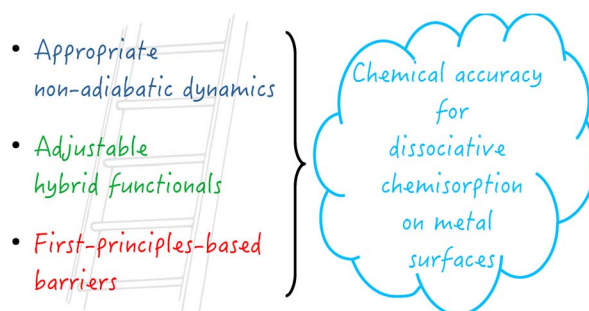 • Appropriate
non-adiabatic dynamics
• Adjustable
hybrid functionals
• First-principles-based
barriers
Chemical accuracy
for
dissociative
chemisorption
on metal
surfaces